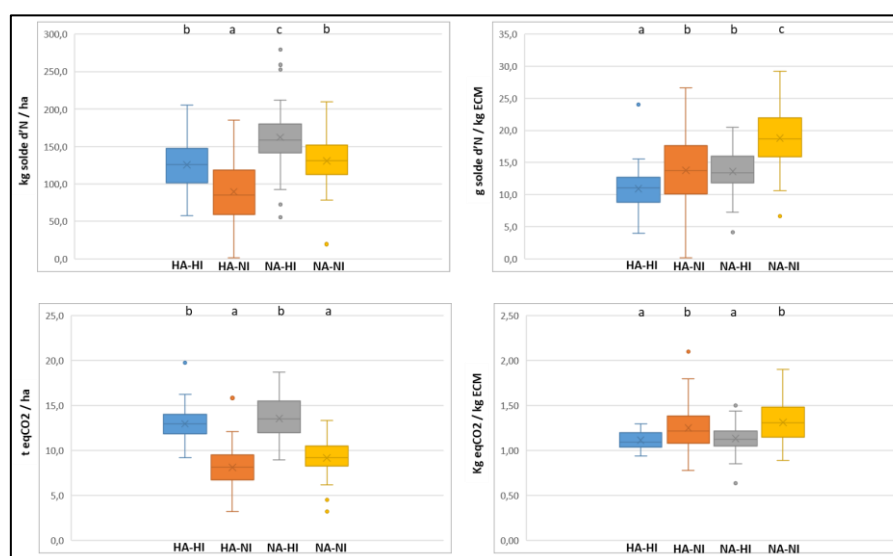 b a c b
kg solde d'N / ha
300,0
250,0
200,0
150,0
100,0
50,0
0,0
HA-HI HA-NI NA-HI NA-NI
a b b c
g solde d'N / kg ECM
35,0
30,0
25,0
20,0
15,0
10,0
5,0
0,0
HA-HI HA-NI NA-HI NA-NI
b a b a
t eqCO2 / ha
25,0
20,0
15,0
10,0
5,0
0,0
HA-HI HA-NI NA-HI NA-NI
a b a b
Kg eqCO2 / kg ECM
2,50
2,00
1,50
1,00
0,50
0,00
HA-HI HA-NI NA-HI NA-NI